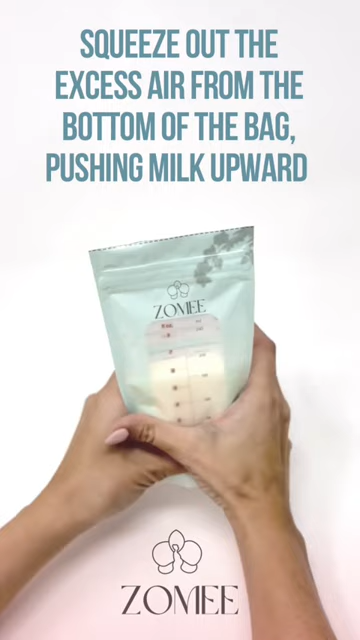 SQUEEZE OUT THE
EXCESS AIR FROM THE
BOTTOM OF THE BAG,
PUSHING MILK UPWARD
ZOMEE
ZOMEE